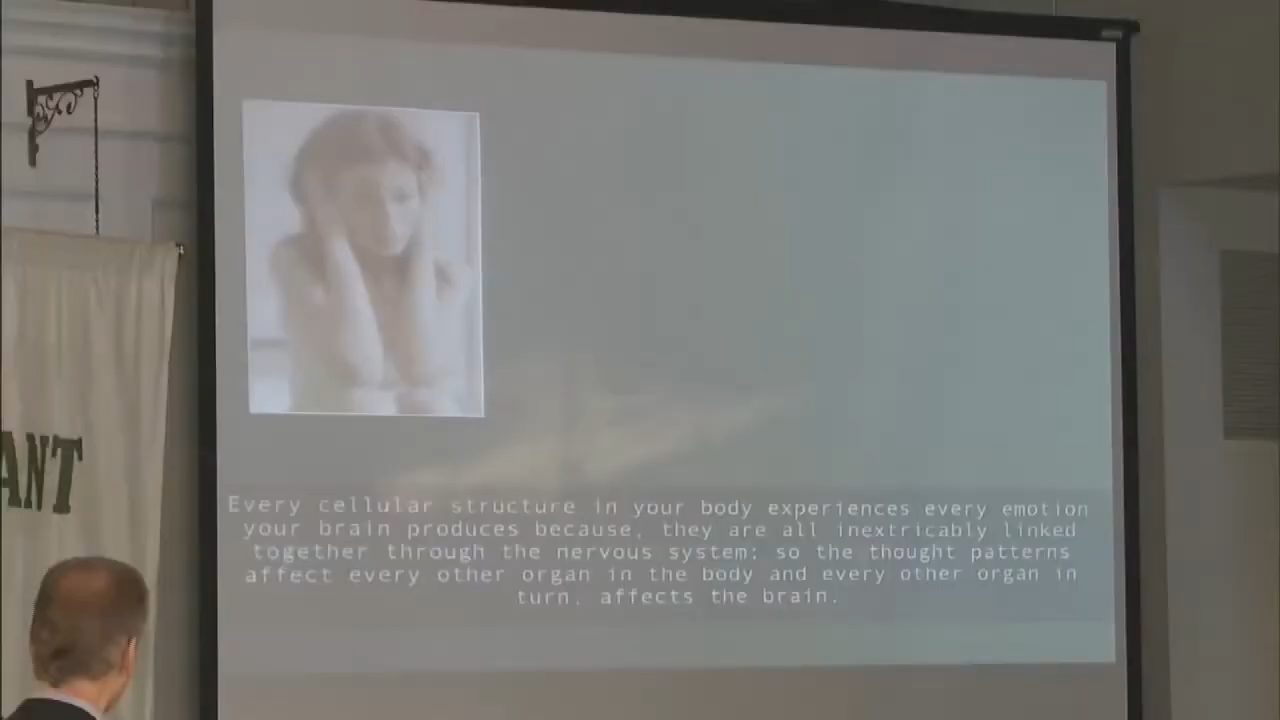 ANT
Every cellular structure in your body experiences every emotion
your brain produces because, they are all inextricably linked
together through the nervous system; so the thought patterns
affect every other organ in the body and every other organ in
turn, affects the brain.